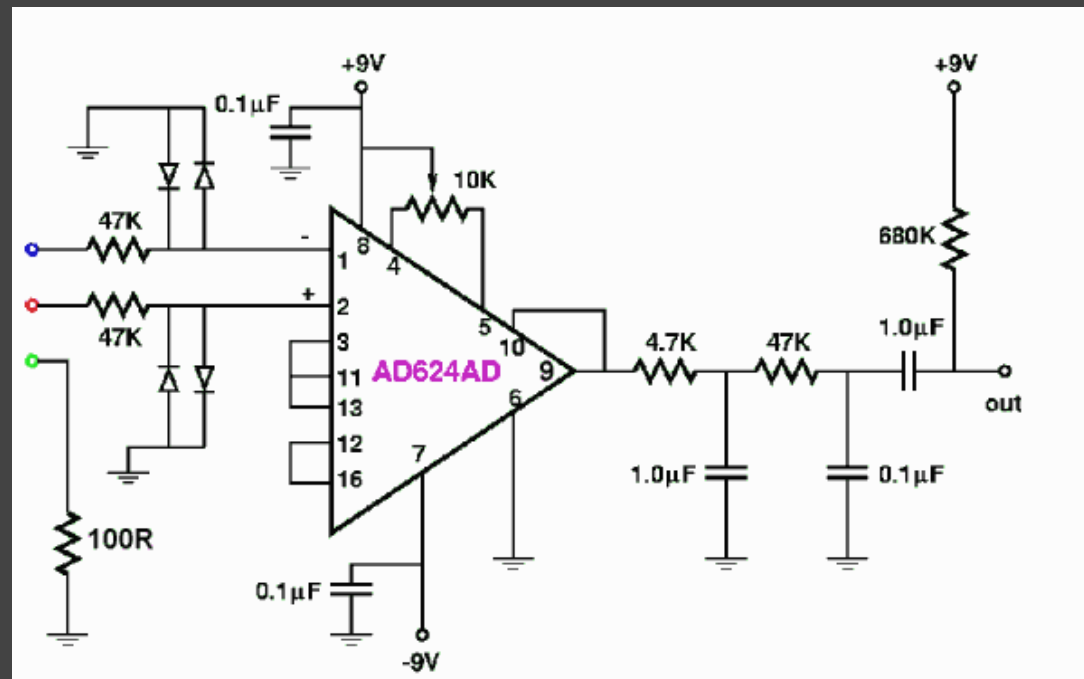 +9V
+9V
0.1µF
10K
47K
680K
-
8
1
4
+
2
47K
5
1.0µF
3
10
4.7K
47K
AD624AD
9
11
out
13
6
12
7
16
1.0µF
0.1µF
100R
0.1µF
-9V